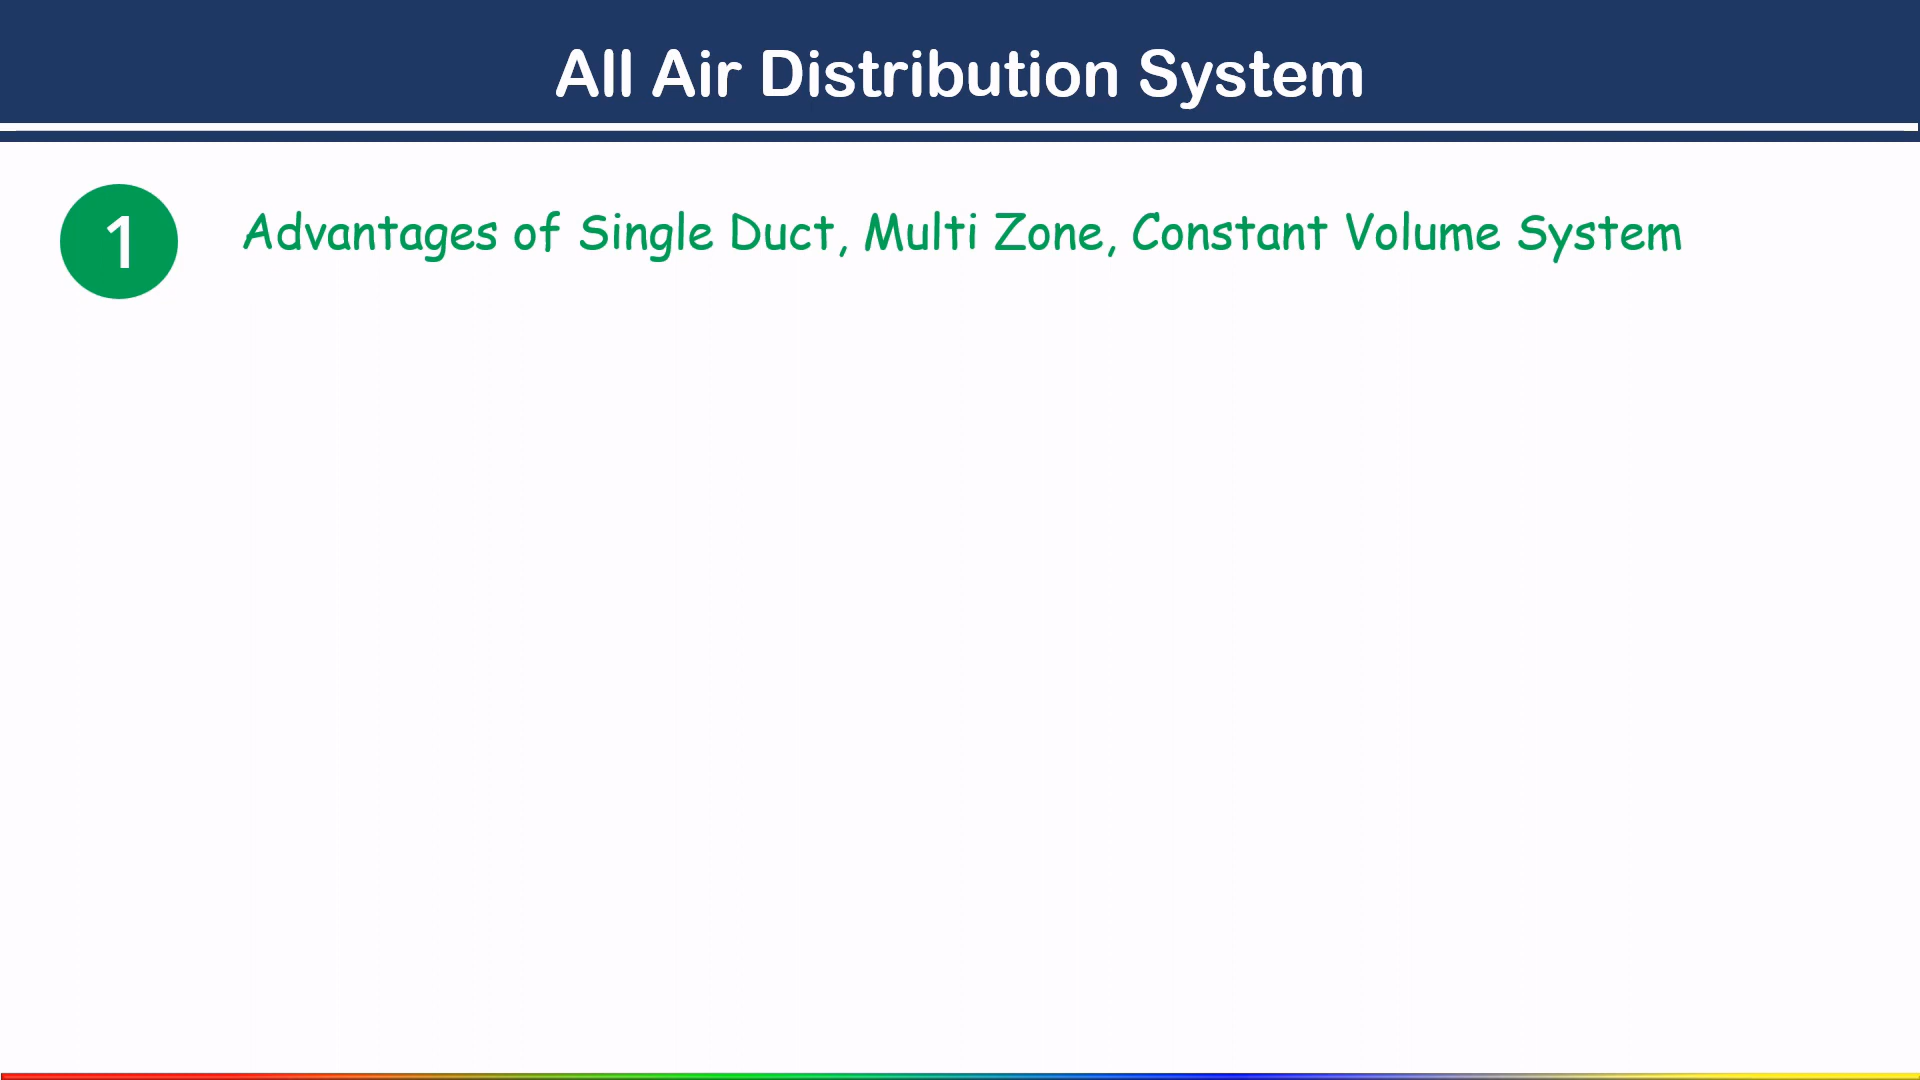 All Air Distribution System
1 Advantages of Single Duct, Multi Zone, Constant Volume System